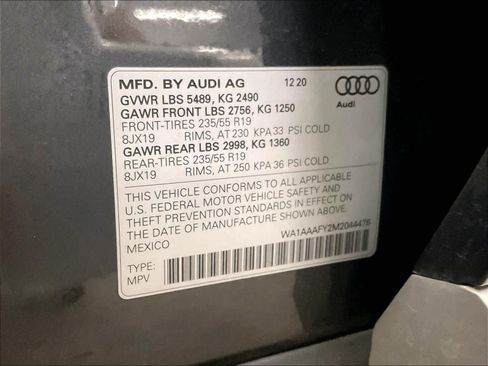 MFD. BY AUDI AG 12 20
GVWR LBS 5489, KG 2490
GAWR FRONT LBS 2756, KG 1250
FRONT-TIRES 235/55 R19
8JX19 RIMS, AT 230 KPA 33 PSI COLD
GAWR REAR LBS 2998, KG 1360
REAR-TIRES 235/55 R19
8JX19 RIMS, AT 250 KPA 36 PSI COLD
Audi
THIS VEHICLE CONFORMS TO ALL APPLICABLE
U.S. FEDERAL MOTOR VEHICLE SAFETY AND
THEFT PREVENTION STANDARDS IN EFFECT ON
THE DATE OF MANUFACTURE SHOWN ABOVE.
MEXICO WA1AAAFY2M2044476
TYPE:
MPV